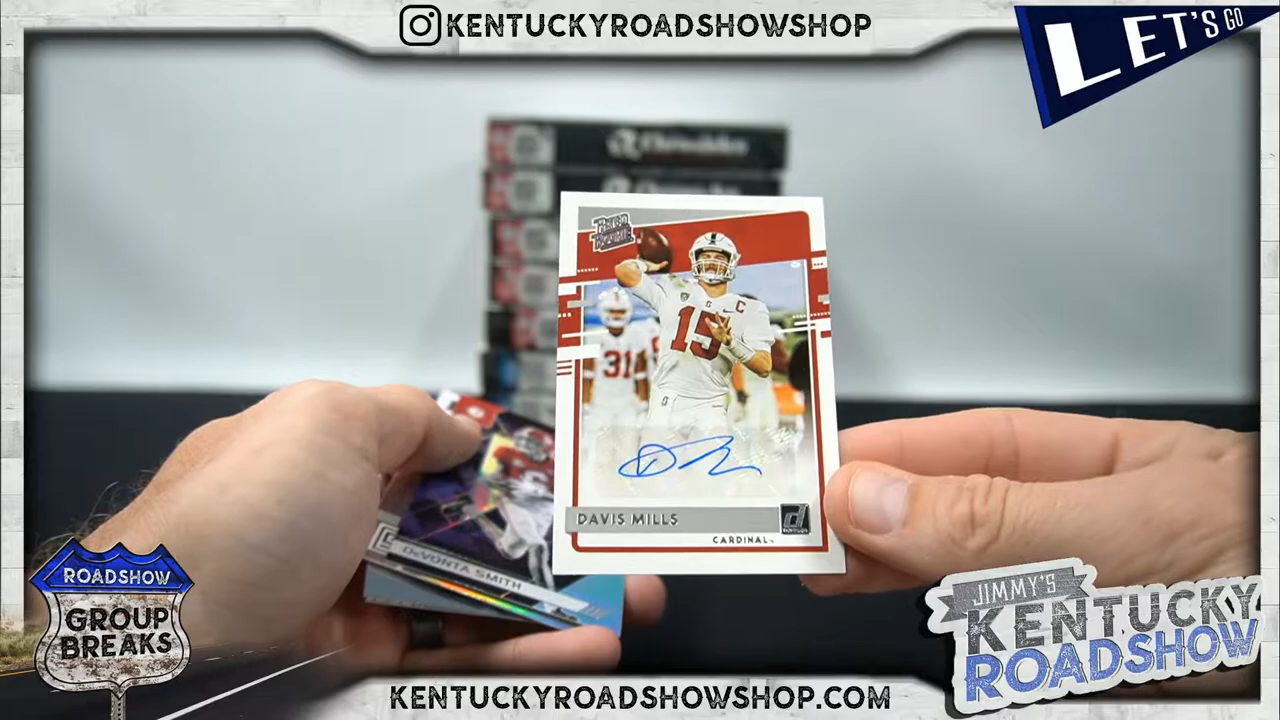 KENTUCKYROADSHOWSHOP
LET'S GO
RATED
ROOKIE
C
15
31
DAVIS MILLS
CARDINAL
DEVONTA SMITH
ROADSHOW
GROUP
BREAKS
JIMMY'S
KENTUCKY
ROADSHOW
KENTUCKYROADSHOWSHOP.COM